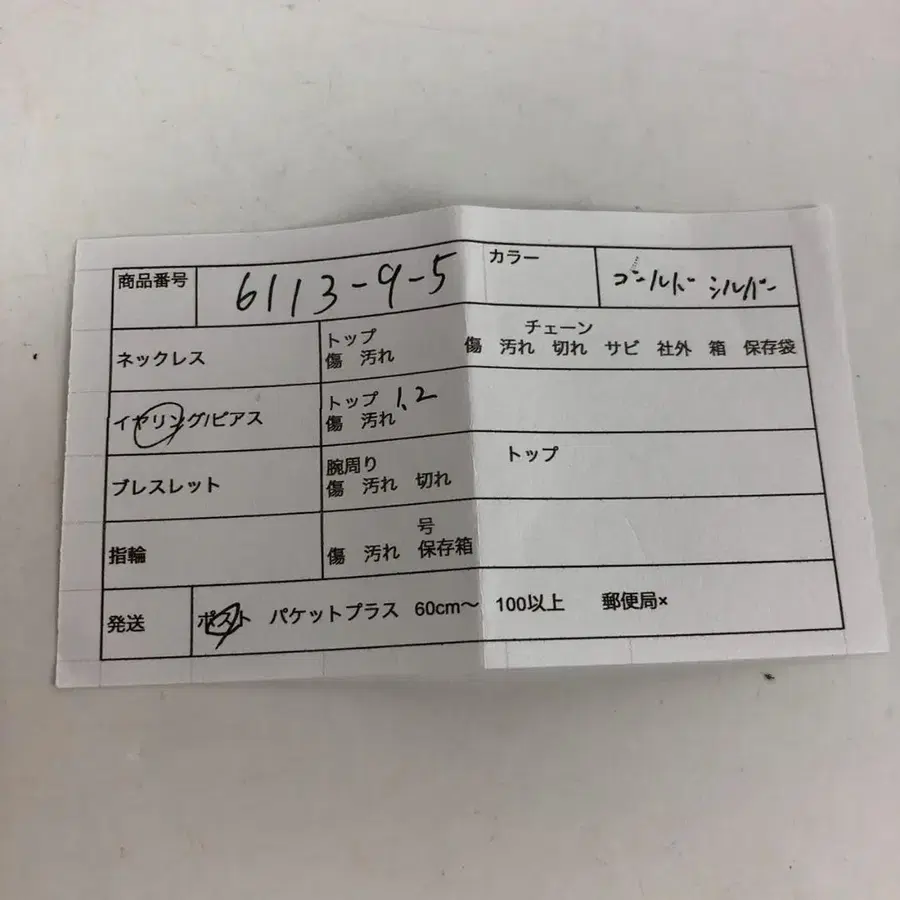 商品番号 6113-9-5 カラー ゴールド シルバー
ネックレス トップ チェーン
傷 汚れ 傷 汚れ 切れ サビ 社外 箱 保存袋
イヤリング/ピアス トップ 1.2
傷 汚れ
ブレスレット 腕周り トップ
傷 汚れ 切れ
指輪 号
傷 汚れ 保存箱
発送 ポスト パケットプラス 60cm～ 100以上 郵便局×